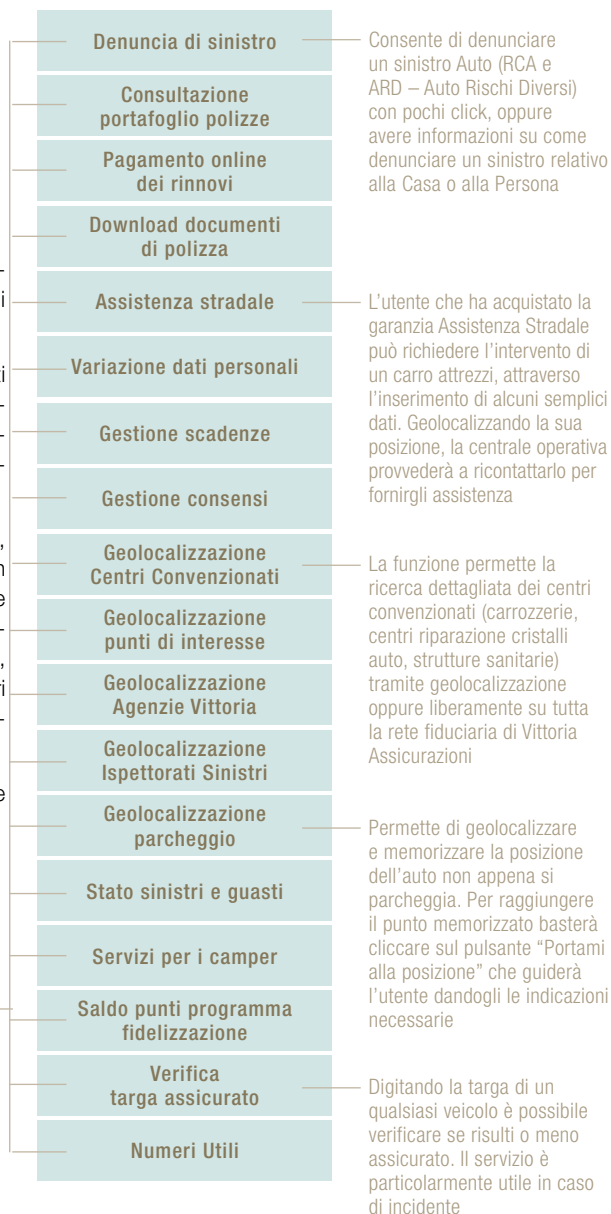 Denuncia di sinistro
Consente di denunciare
un sinistro Auto (RCA e
ARD – Auto Rischi Diversi)
con pochi click, oppure
avere informazioni su come
denunciare un sinistro relativo
alla Casa o alla Persona
Consultazione
portafoglio polizze
Pagamento online
dei rinnovi
Download documenti
di polizza
Assistenza stradale
L’utente che ha acquistato la
garanzia Assistenza Stradale
può richiedere l’intervento di
un carro attrezzi, attraverso
l’inserimento di alcuni semplici
dati. Geolocalizzando la sua
posizione, la centrale operativa
provvederà a ricontattarlo per
fornirgli assistenza
Variazione dati personali
Gestione scadenze
Gestione consensi
Geolocalizzazione
Centri Convenzionati
La funzione permette la
ricerca dettagliata dei centri
convenzionati (carrozzerie,
centri riparazione cristalli
auto, strutture sanitarie)
tramite geolocalizzazione
oppure liberamente su tutta
la rete fiduciaria di Vittoria
Assicurazioni
Geolocalizzazione
punti di interesse
Geolocalizzazione
Agenzie Vittoria
Geolocalizzazione
Ispettorati Sinistri
Geolocalizzazione
parcheggio
Permette di geolocalizzare
e memorizzare la posizione
dell’auto non appena si
parcheggia. Per raggiungere
il punto memorizzato basterà
cliccare sul pulsante “Portami
alla posizione” che guiderà
l’utente dandogli le indicazioni
necessarie
Stato sinistri e guasti
Servizi per i camper
Saldo punti programma
fidelizzazione
Verifica
targa assicurato
Digitando la targa di un
qualsiasi veicolo è possibile
verificare se risulti o meno
assicurato. Il servizio è
particolarmente utile in caso
di incidente
Numeri Utili